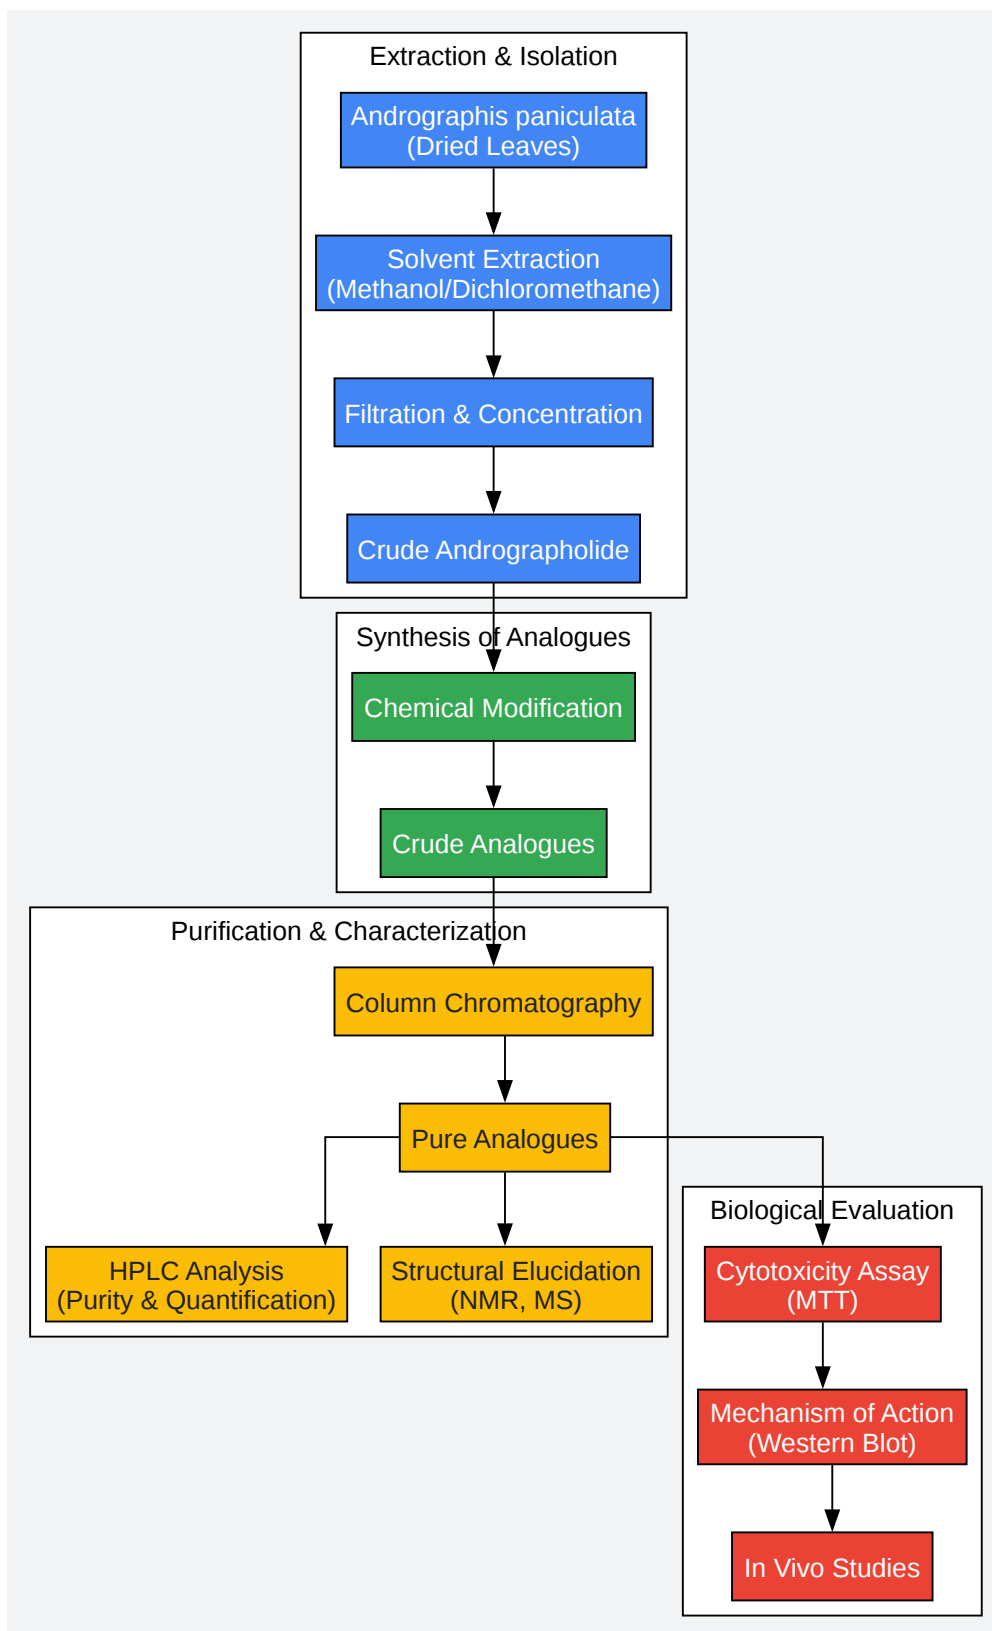 Extraction & Isolation
Andrographis paniculata
(Dried Leaves)
Solvent Extraction
(Methanol/Dichloromethane)
Filtration & Concentration
Crude Andrographolide
Synthesis of Analogues
Chemical Modification
Crude Analogues
Purification & Characterization
Column Chromatography
Pure Analogues
HPLC Analysis
(Purity & Quantification)
Structural Elucidation
(NMR, MS)
Biological Evaluation
Cytotoxicity Assay
(MTT)
Mechanism of Action
(Western Blot)
In Vivo Studies